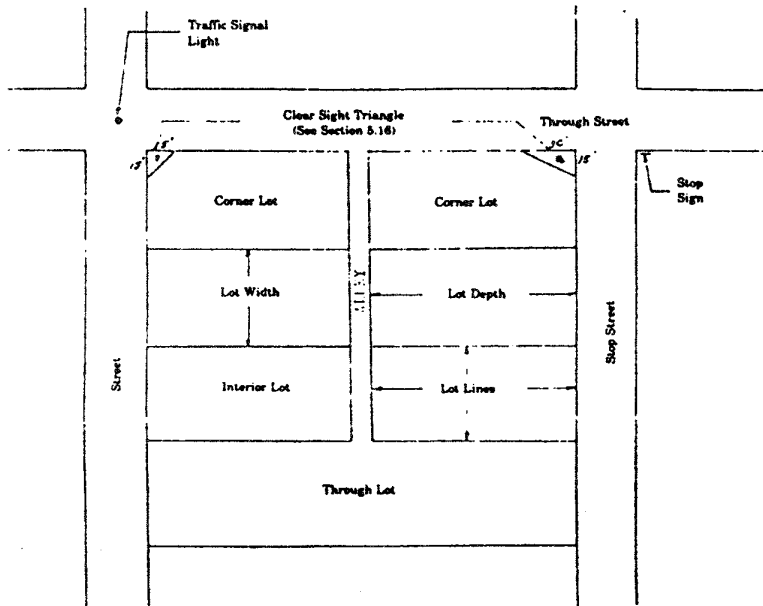 Traffic Signal
Light
Clear Sight Triangle
(See Section 5.16)
Through Street
15'
15'
15
Stop
Sign
Corner Lot
Corner Lot
Lot Width
ALLEY
Lot Depth
Stop Street
Street
Interior Lot
Lot Lines
Through Lot